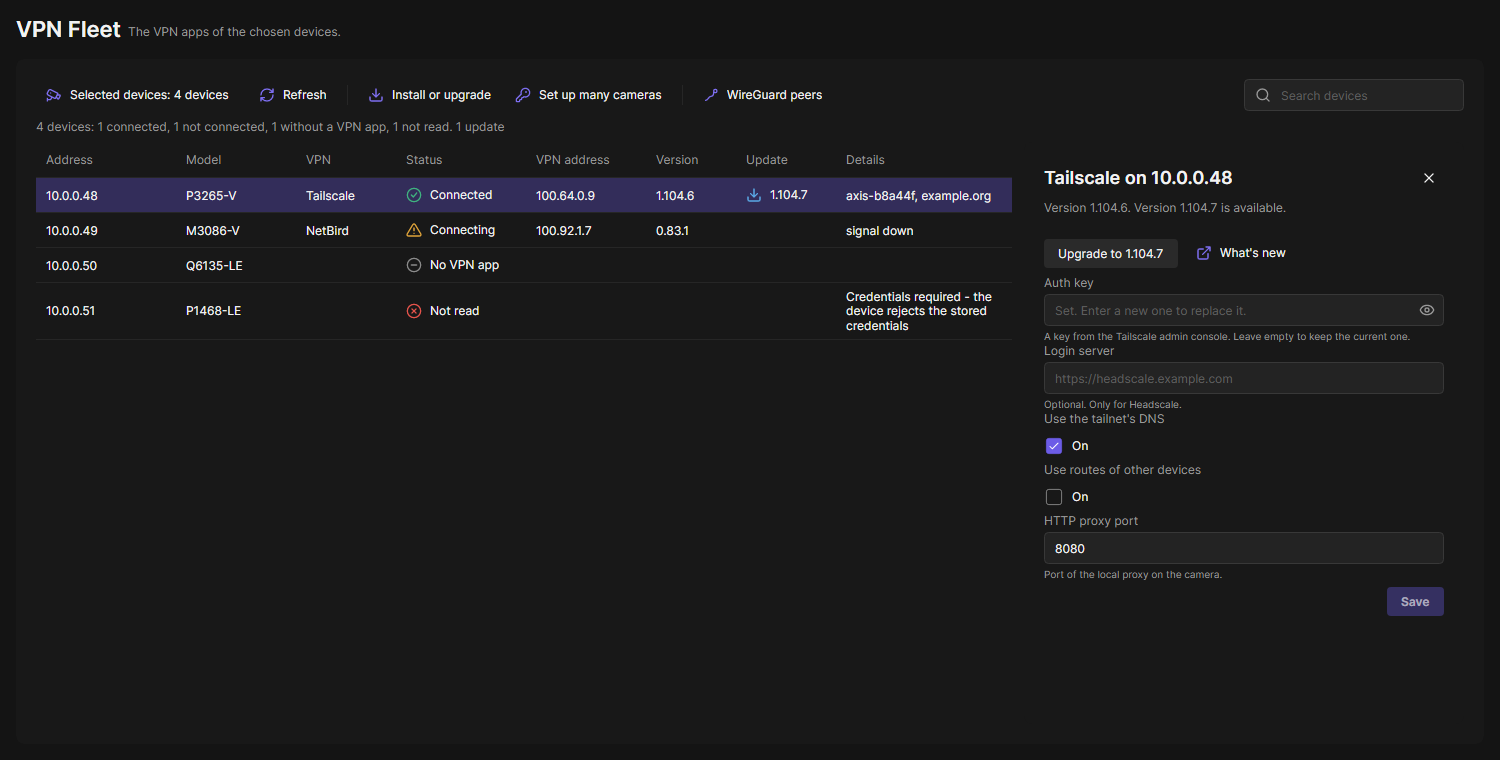 VPN Fleet The VPN apps of the chosen devices.
Selected devices: 4 devices Refresh Install or upgrade Set up many cameras WireGuard peers Search devices
4 devices: 1 connected, 1 not connected, 1 without a VPN app, 1 not read. 1 update
Address Model VPN Status VPN address Version Update Details
10.0.0.48 P3265-V Tailscale Connected 100.64.0.9 1.104.6 1.104.7 axis-b8a44f, example.org
10.0.0.49 M3086-V NetBird Connecting 100.92.1.7 0.83.1 signal down
10.0.0.50 Q6135-LE No VPN app
10.0.0.51 P1468-LE Not read Credentials required - the
device rejects the stored
credentials
Tailscale on 10.0.0.48
Version 1.104.6. Version 1.104.7 is available.
Upgrade to 1.104.7 What's new
Auth key
Set. Enter a new one to replace it.
A key from the Tailscale admin console. Leave empty to keep the current one.
Login server
https://headscale.example.com
Optional. Only for Headscale.
Use the tailnet's DNS
On
Use routes of other devices
On
HTTP proxy port
8080
Port of the local proxy on the camera.
Save